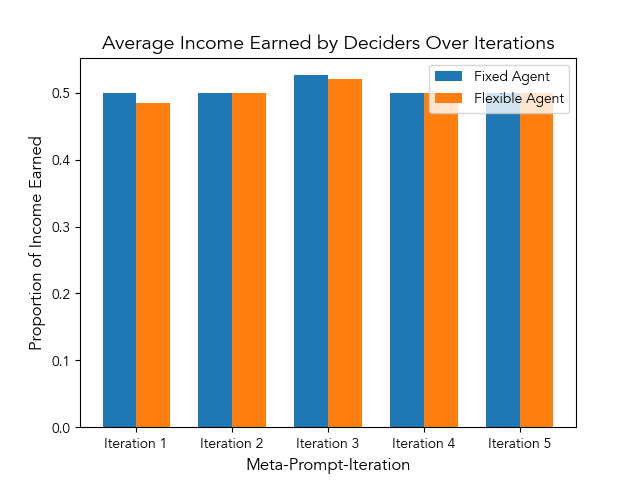 Average Income Earned by Deciders Over Iterations
Fixed Agent
Flexible Agent
Proportion of Income Earned
0.5
0.4
0.3
0.2
0.1
0.0
Iteration 1 Iteration 2 Iteration 3 Iteration 4 Iteration 5
Meta-Prompt-Iteration